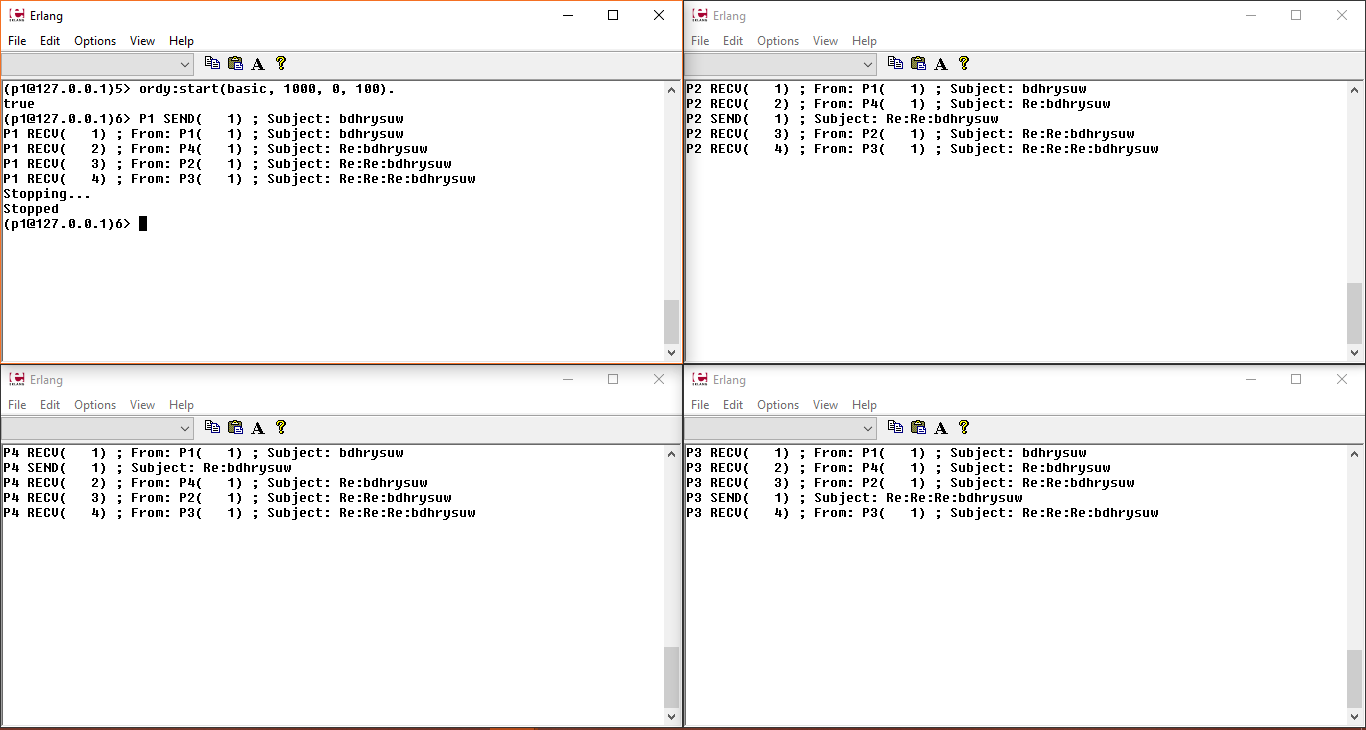 Erlang
File Edit Options View Help
(p1@127.0.0.1)5> ordy:start(basic, 1000, 0, 100).
true
(p1@127.0.0.1)6> P1 SEND(   1) ; Subject: bdhrysuw
P1 RECV(   1) ; From: P1(   1) ; Subject: bdhrysuw
P1 RECV(   2) ; From: P4(   1) ; Subject: Re:bdhrysuw
P1 RECV(   3) ; From: P2(   1) ; Subject: Re:Re:bdhrysuw
P1 RECV(   4) ; From: P3(   1) ; Subject: Re:Re:Re:bdhrysuw
Stopping...
Stopped
(p1@127.0.0.1)6>
Erlang
File Edit Options View Help
P2 RECV(   1) ; From: P1(   1) ; Subject: bdhrysuw
P2 RECV(   2) ; From: P4(   1) ; Subject: Re:bdhrysuw
P2 SEND(   1) ; Subject: Re:Re:bdhrysuw
P2 RECV(   3) ; From: P2(   1) ; Subject: Re:Re:bdhrysuw
P2 RECV(   4) ; From: P3(   1) ; Subject: Re:Re:Re:bdhrysuw
Erlang
File Edit Options View Help
P4 RECV(   1) ; From: P1(   1) ; Subject: bdhrysuw
P4 SEND(   1) ; Subject: Re:bdhrysuw
P4 RECV(   2) ; From: P4(   1) ; Subject: Re:bdhrysuw
P4 RECV(   3) ; From: P2(   1) ; Subject: Re:Re:bdhrysuw
P4 RECV(   4) ; From: P3(   1) ; Subject: Re:Re:Re:bdhrysuw
Erlang
File Edit Options View Help
P3 RECV(   1) ; From: P1(   1) ; Subject: bdhrysuw
P3 RECV(   2) ; From: P4(   1) ; Subject: Re:bdhrysuw
P3 RECV(   3) ; From: P2(   1) ; Subject: Re:Re:bdhrysuw
P3 SEND(   1) ; Subject: Re:Re:Re:bdhrysuw
P3 RECV(   4) ; From: P3(   1) ; Subject: Re:Re:Re:bdhrysuw